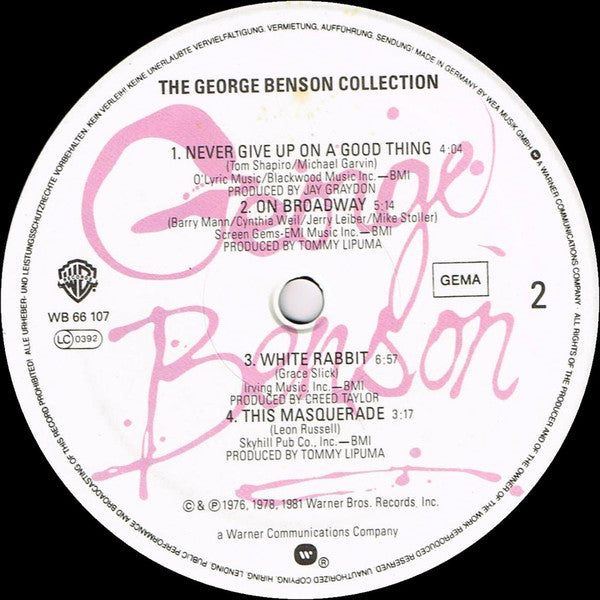 ALLE URHEBER- UND LEISTUNGSSCHUTZRECHTE VORBEHALTEN. KEIN VERLEIH! KEINE UNERLAUBTE VERVIELFÄLTIGUNG, VERMIETUNG, AUFFÜHRUNG, SENDUNG! MADE IN GERMANY BY WEA MUSIK GMBH.
A WARNER COMMUNICATIONS COMPANY. ALL RIGHTS OF THE PRODUCER AND OF THE OWNER OF THE WORK REPRODUCED RESERVED. UNAUTHORIZED COPYING, HIRING, LENDING, PUBLIC PERFORMANCE AND BROADCASTING OF THIS RECORD PROHIBITED!
THE GEORGE BENSON COLLECTION
George
Benson
1. NEVER GIVE UP ON A GOOD THING 4:04
(Tom Shapiro/Michael Garvin)
O'Lyric Music/Blackwood Music Inc.—BMI
PRODUCED BY JAY GRAYDON
2. ON BROADWAY 5:14
(Barry Mann/Cynthia Weil/Jerry Leiber/Mike Stoller)
Screen Gems-EMI Music Inc.—BMI
PRODUCED BY TOMMY LIPUMA
WB RECORDS
WB 66 107
LC 0392
GEMA
2
3. WHITE RABBIT 6:57
(Grace Slick)
Irving Music, Inc.—BMI
PRODUCED BY CREED TAYLOR
4. THIS MASQUERADE 3:17
(Leon Russell)
Skyhill Pub Co., Inc.—BMI
PRODUCED BY TOMMY LIPUMA
© & ℗ 1976, 1978, 1981 Warner Bros. Records, Inc.
a Warner Communications Company
®